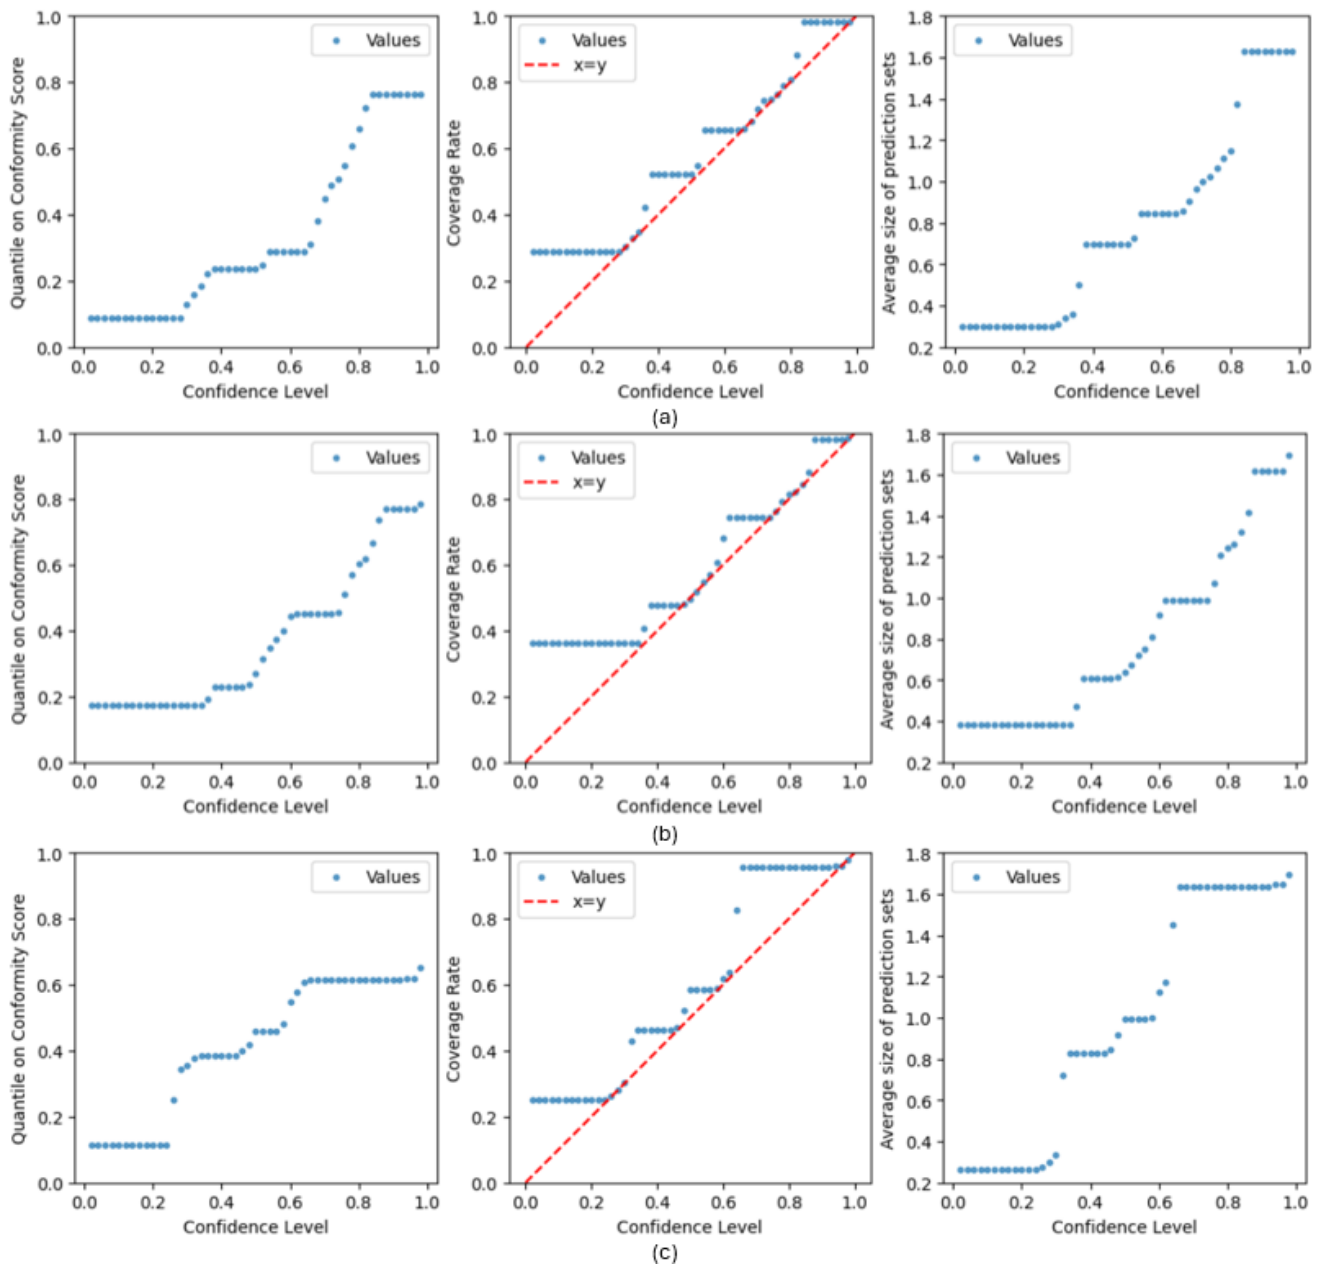 Quantile on Conformity Score
1.0
0.8
0.6
0.4
0.2
0.0
Values
0.0 0.2 0.4 0.6 0.8 1.0
Confidence Level
Coverage Rate
1.0
0.8
0.6
0.4
0.2
0.0
Values
x=y
0.0 0.2 0.4 0.6 0.8 1.0
Confidence Level
Average size of prediction sets
1.8
1.6
1.4
1.2
1.0
0.8
0.6
0.4
0.2
Values
0.0 0.2 0.4 0.6 0.8 1.0
Confidence Level
(a)
Quantile on Conformity Score
1.0
0.8
0.6
0.4
0.2
0.0
Values
0.0 0.2 0.4 0.6 0.8 1.0
Confidence Level
Coverage Rate
1.0
0.8
0.6
0.4
0.2
0.0
Values
x=y
0.0 0.2 0.4 0.6 0.8 1.0
Confidence Level
Average size of prediction sets
1.8
1.6
1.4
1.2
1.0
0.8
0.6
0.4
0.2
Values
0.0 0.2 0.4 0.6 0.8 1.0
Confidence Level
(b)
Quantile on Conformity Score
1.0
0.8
0.6
0.4
0.2
0.0
Values
0.0 0.2 0.4 0.6 0.8 1.0
Confidence Level
Coverage Rate
1.0
0.8
0.6
0.4
0.2
0.0
Values
x=y
0.0 0.2 0.4 0.6 0.8 1.0
Confidence Level
Average size of prediction sets
1.8
1.6
1.4
1.2
1.0
0.8
0.6
0.4
0.2
Values
0.0 0.2 0.4 0.6 0.8 1.0
Confidence Level
(c)